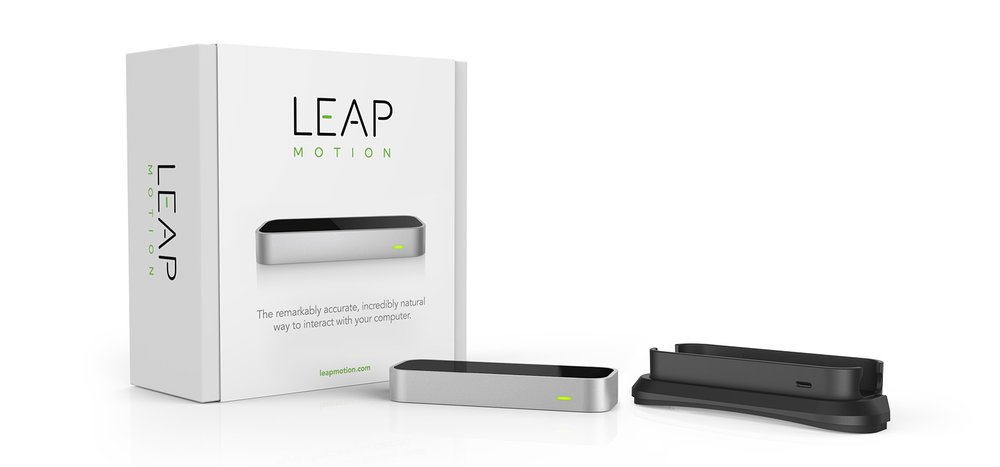 LEAP
MOTION
LEAP
MOTION
The remarkably accurate, incredibly natural
way to interact with your computer.
leapmotion.com